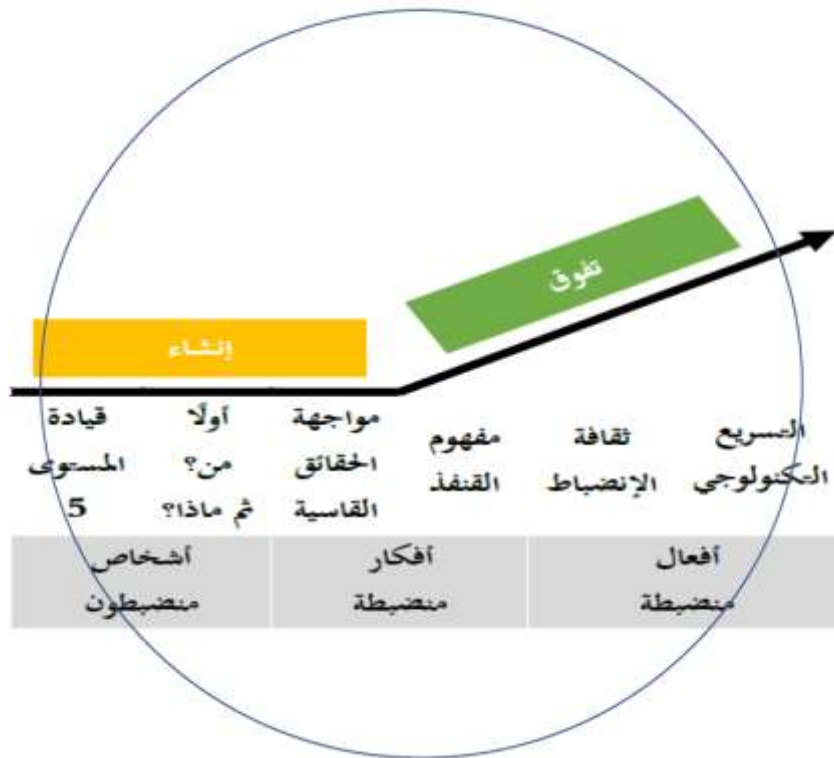 تفوق
إنشاء
قيادة
المستوى
5
أولًا
من؟
ثم ماذا؟
مواجهة
الحقائق
القاسية
مفهوم
القنفذ
ثقافة
الإنضباط
التسريع
التكنولوجي
أشخاص
منضبطون
أفكار
منضبطة
أفعال
منضبطة